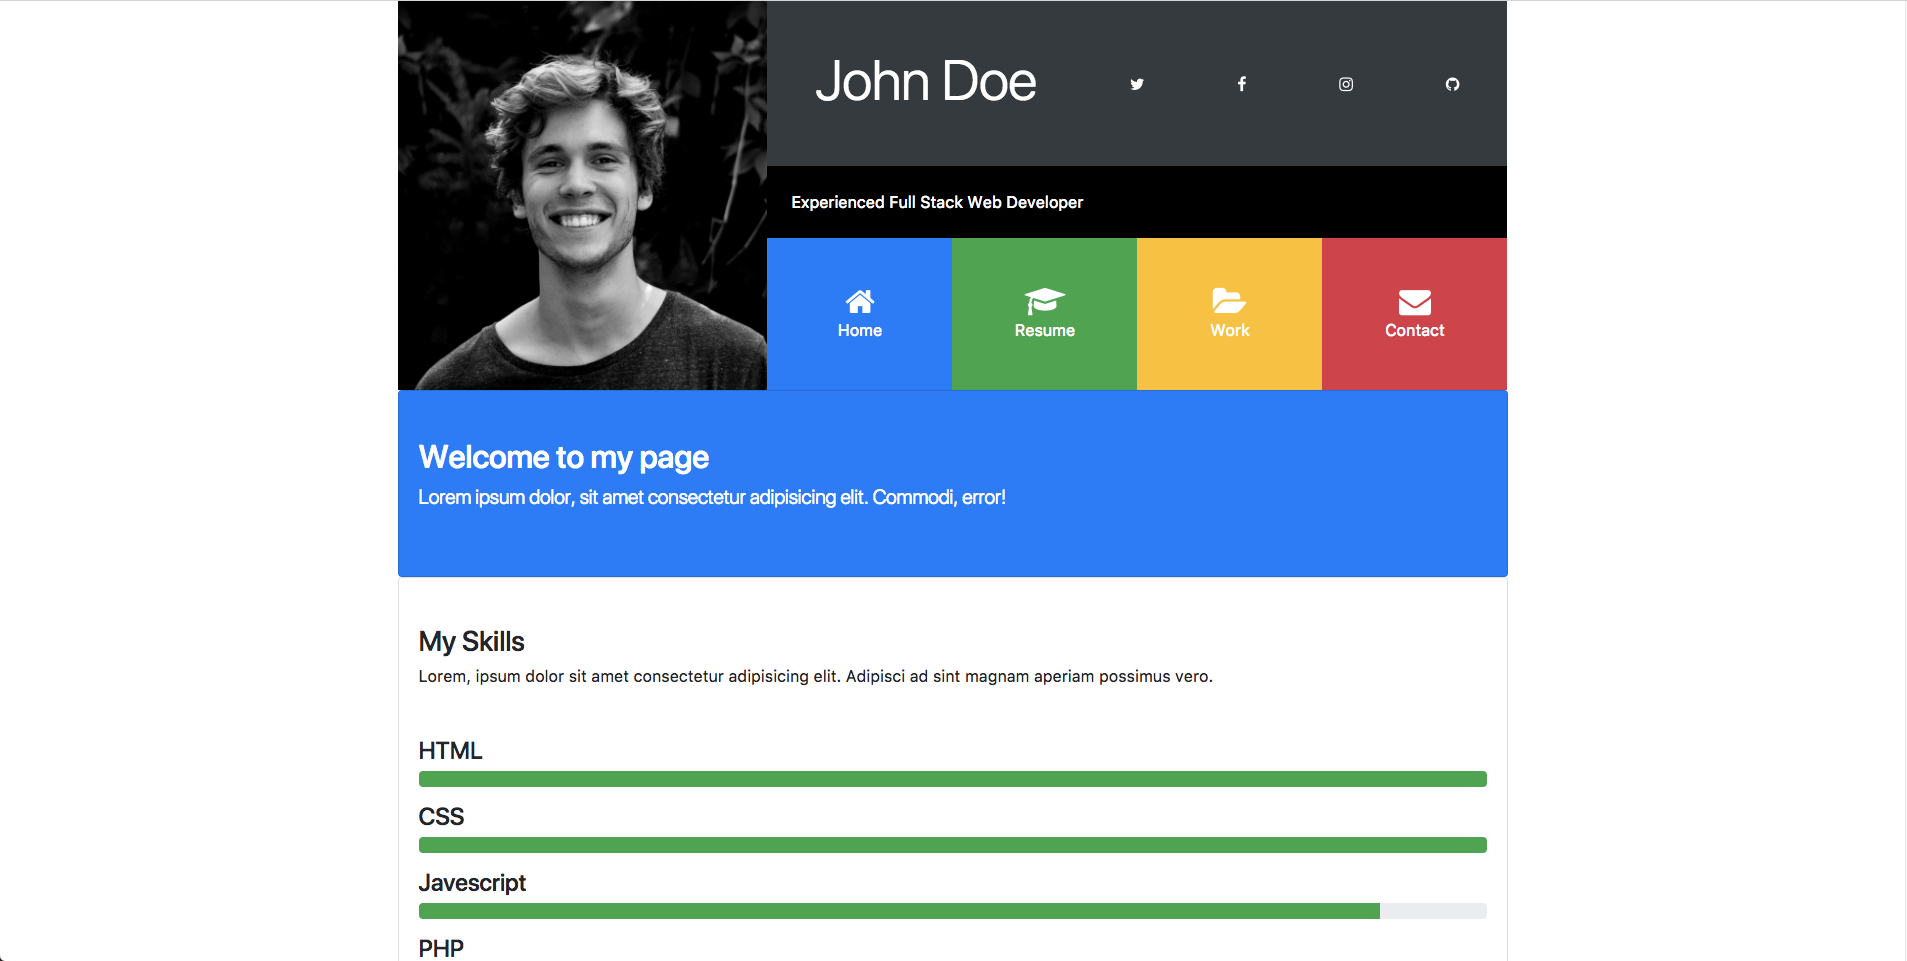 John Doe
Experienced Full Stack Web Developer
Home
Resume
Work
Contact
Welcome to my page
Lorem ipsum dolor, sit amet consectetur adipisicing elit. Commodi, error!
My Skills
Lorem, ipsum dolor sit amet consectetur adipisicing elit. Adipisci ad sint magnam aperiam possimus vero.
HTML
CSS
Javescript
PHP